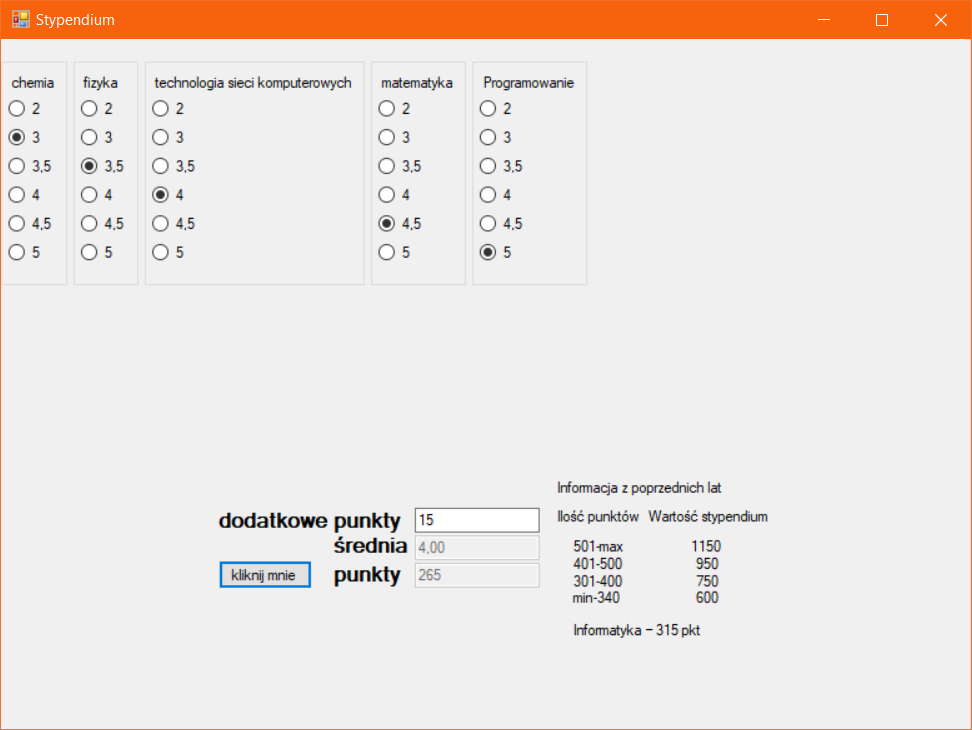 Stypendium
chemia fizyka technologia sieci komputerowych matematyka Programowanie
2 2 2 2 2
3 3 3 3 3
3,5 3,5 3,5 3,5 3,5
4 4 4 4 4
4,5 4,5 4,5 4,5 4,5
5 5 5 5 5
Informacja z poprzednich lat
dodatkowe punkty 15 Ilość punktów Wartość stypendium
średnia 4,00 501-max 1150
401-500 950
kliknij mnie punkty 265 301-400 750
min-340 600
Informatyka – 315 pkt